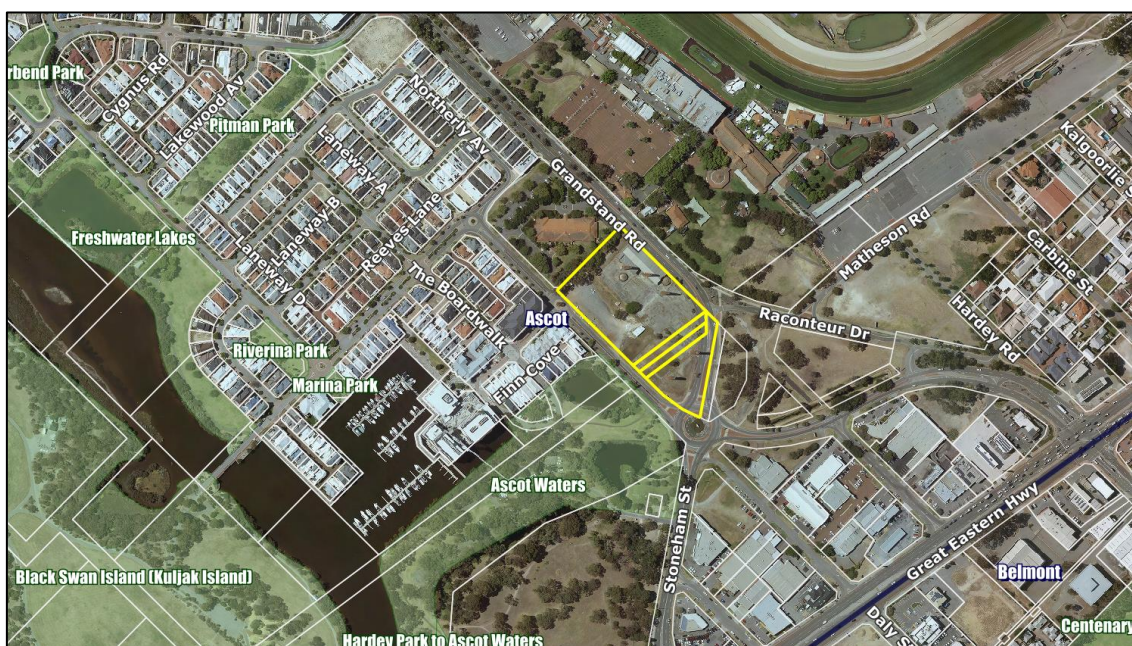 rbend Park
Cygnus Rd
Lakewood Av
Pitman Park
Northerly Av
Laneway A
Laneway B
Reeves Lane
Laneway D
Freshwater Lakes
The Boardwalk
Grandstand Rd
Kalgoorlie S
Matheson Rd
Carbine St
Hardey Rd
Raconteur Dr
Ascot
Riverina Park
Marina Park
Finn Cove
Ascot Waters
Stoneham St
Great Eastern Hwy
Black Swan Island (Kuljak Island)
Belmont
Daly S
Hardey Park to Ascot Waters
Centenary